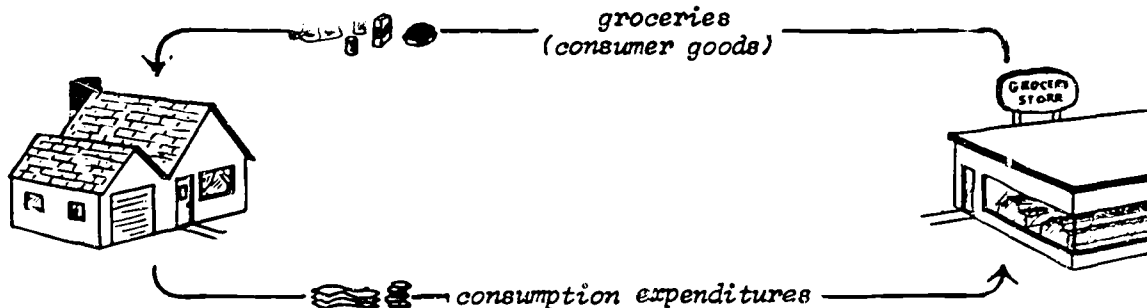 groceries
(consumer goods)
GROCERY
STORE
consumption expenditures